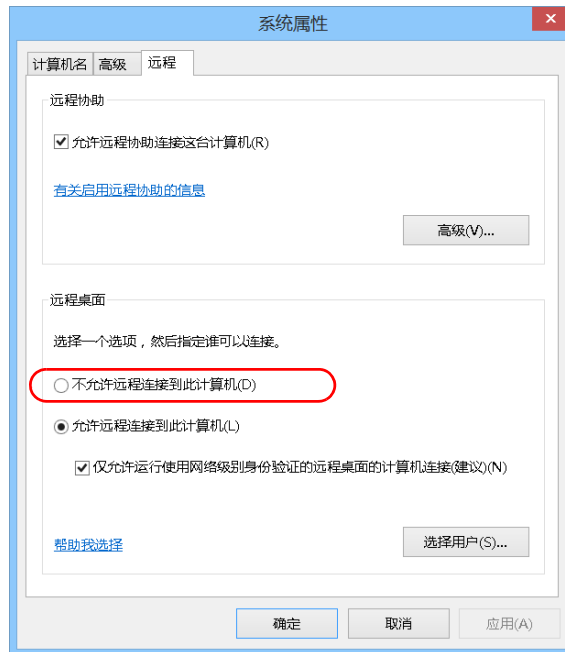 系统属性
计算机名 高级 远程
远程协助
允许远程协助连接这台计算机(R)
有关启用远程协助的信息
高级(V)...
远程桌面
选择一个选项，然后指定谁可以连接。
不允许远程连接到此计算机(D)
允许远程连接到此计算机(L)
仅允许运行使用网络级别身份验证的远程桌面的计算机连接(建议)(N)
帮助我选择
选择用户(S)...
确定 取消 应用(A)